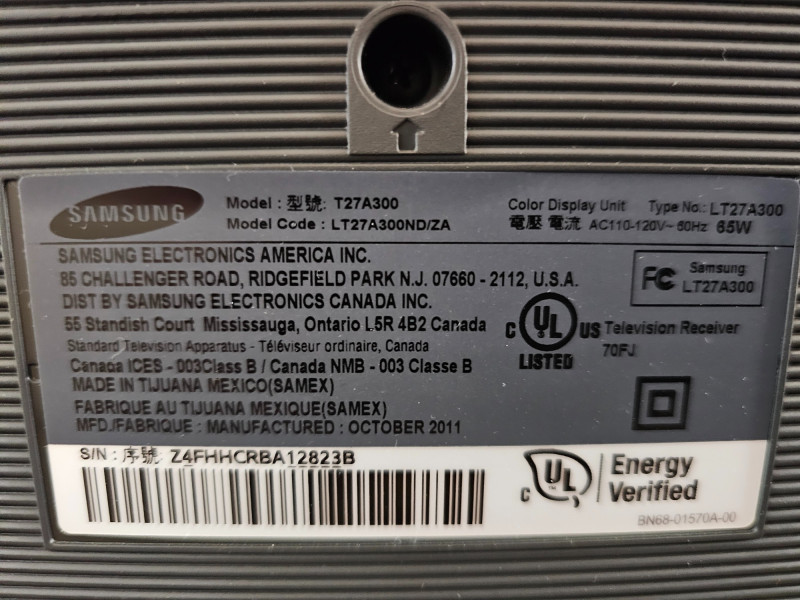 SAMSUNG
Model : 型號: T27A300
Model Code : LT27A300ND/ZA
Color Display Unit Type No.: LT27A300
電壓 電流 AC110-120V~ 60Hz 65W
SAMSUNG ELECTRONICS AMERICA INC.
85 CHALLENGER ROAD, RIDGEFIELD PARK N.J. 07660 - 2112, U.S.A.
DIST BY SAMSUNG ELECTRONICS CANADA INC.
55 Standish Court Mississauga, Ontario L5R 4B2 Canada
Standard Television Apparatus - Téléviseur ordinaire, Canada
Canada ICES - 003Class B / Canada NMB - 003 Classe B
MADE IN TIJUANA MEXICO(SAMEX)
FABRIQUE AU TIJUANA MEXIQUE(SAMEX)
MFD./FABRIQUE : MANUFACTURED : OCTOBER 2011
FC Samsung
LT27A300
C UL US
LISTED
Television Receiver
70FJ
S/N : 序號: Z4FHHCRBA12823B
C UL
Energy
Verified
BN68-01570A-00